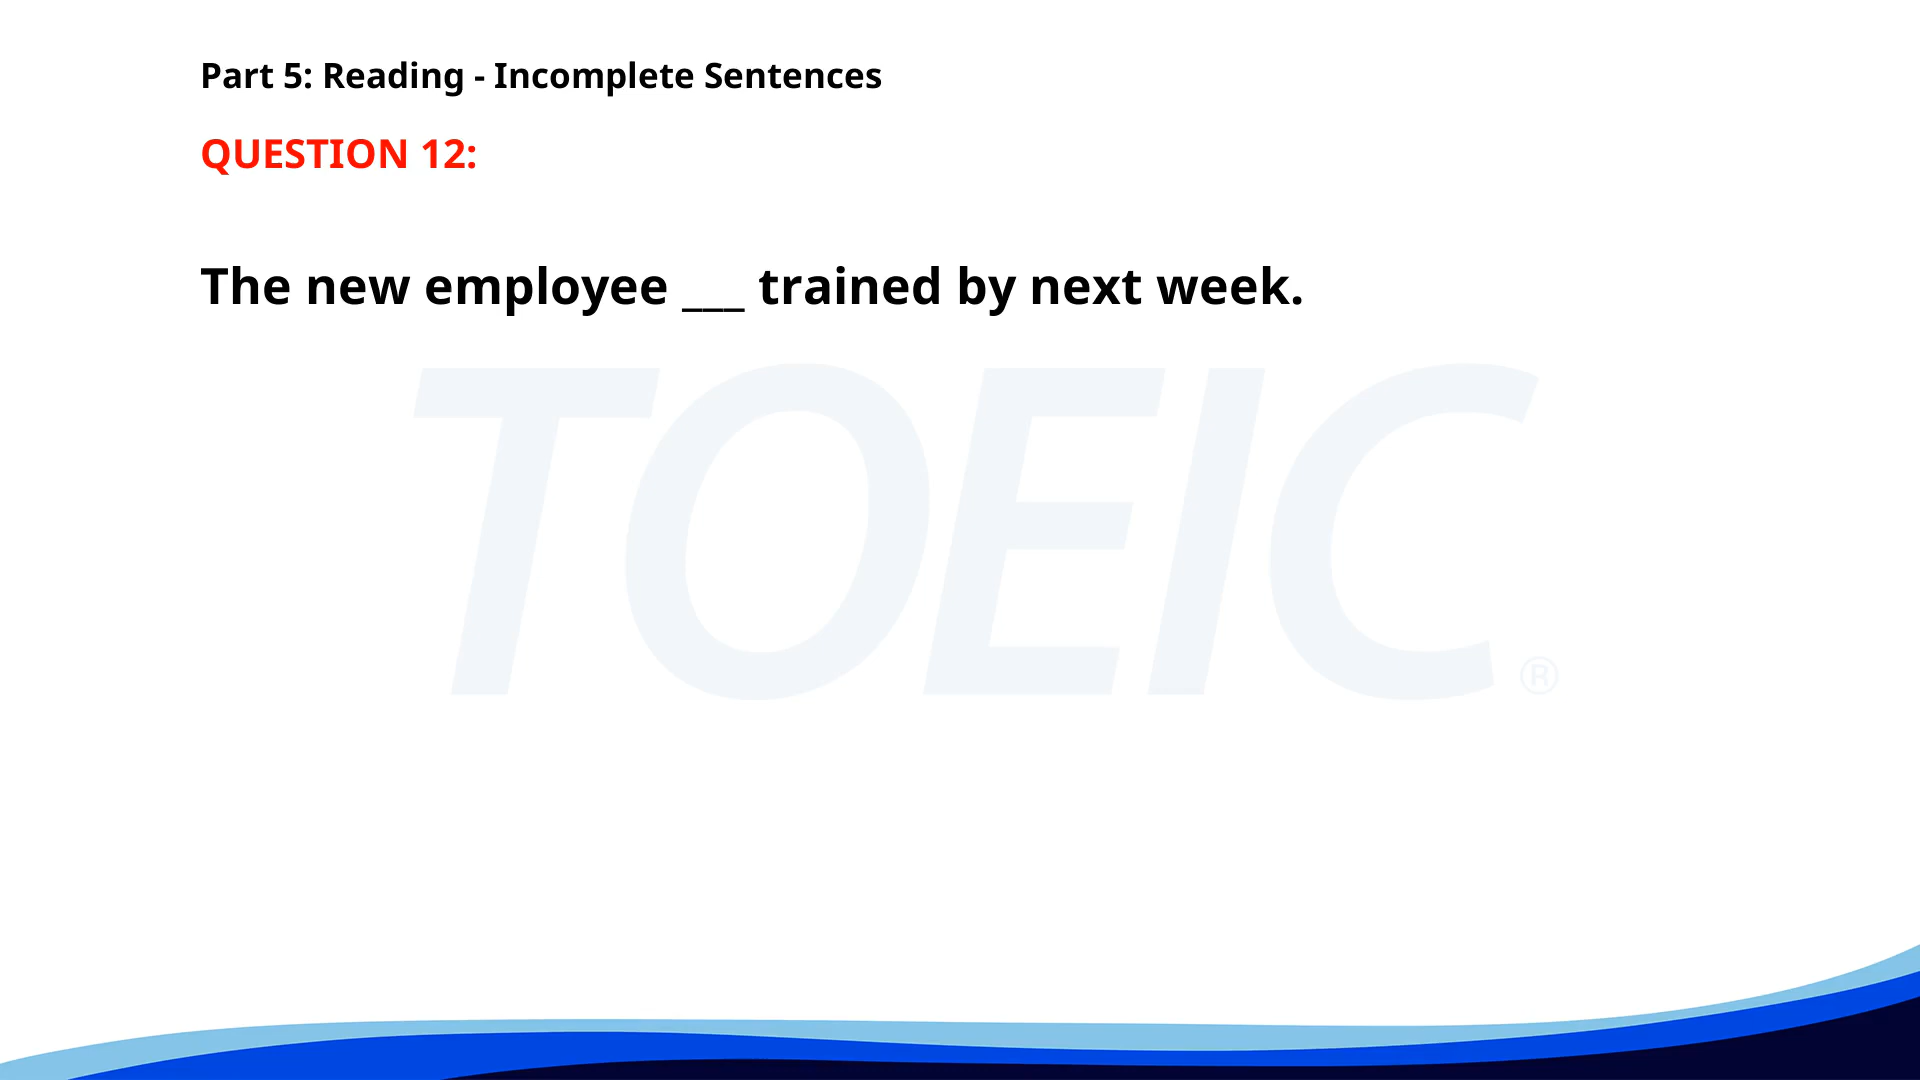 Part 5: Reading - Incomplete Sentences
QUESTION 12:
The new employee ___ trained by next week.
TOEIC®